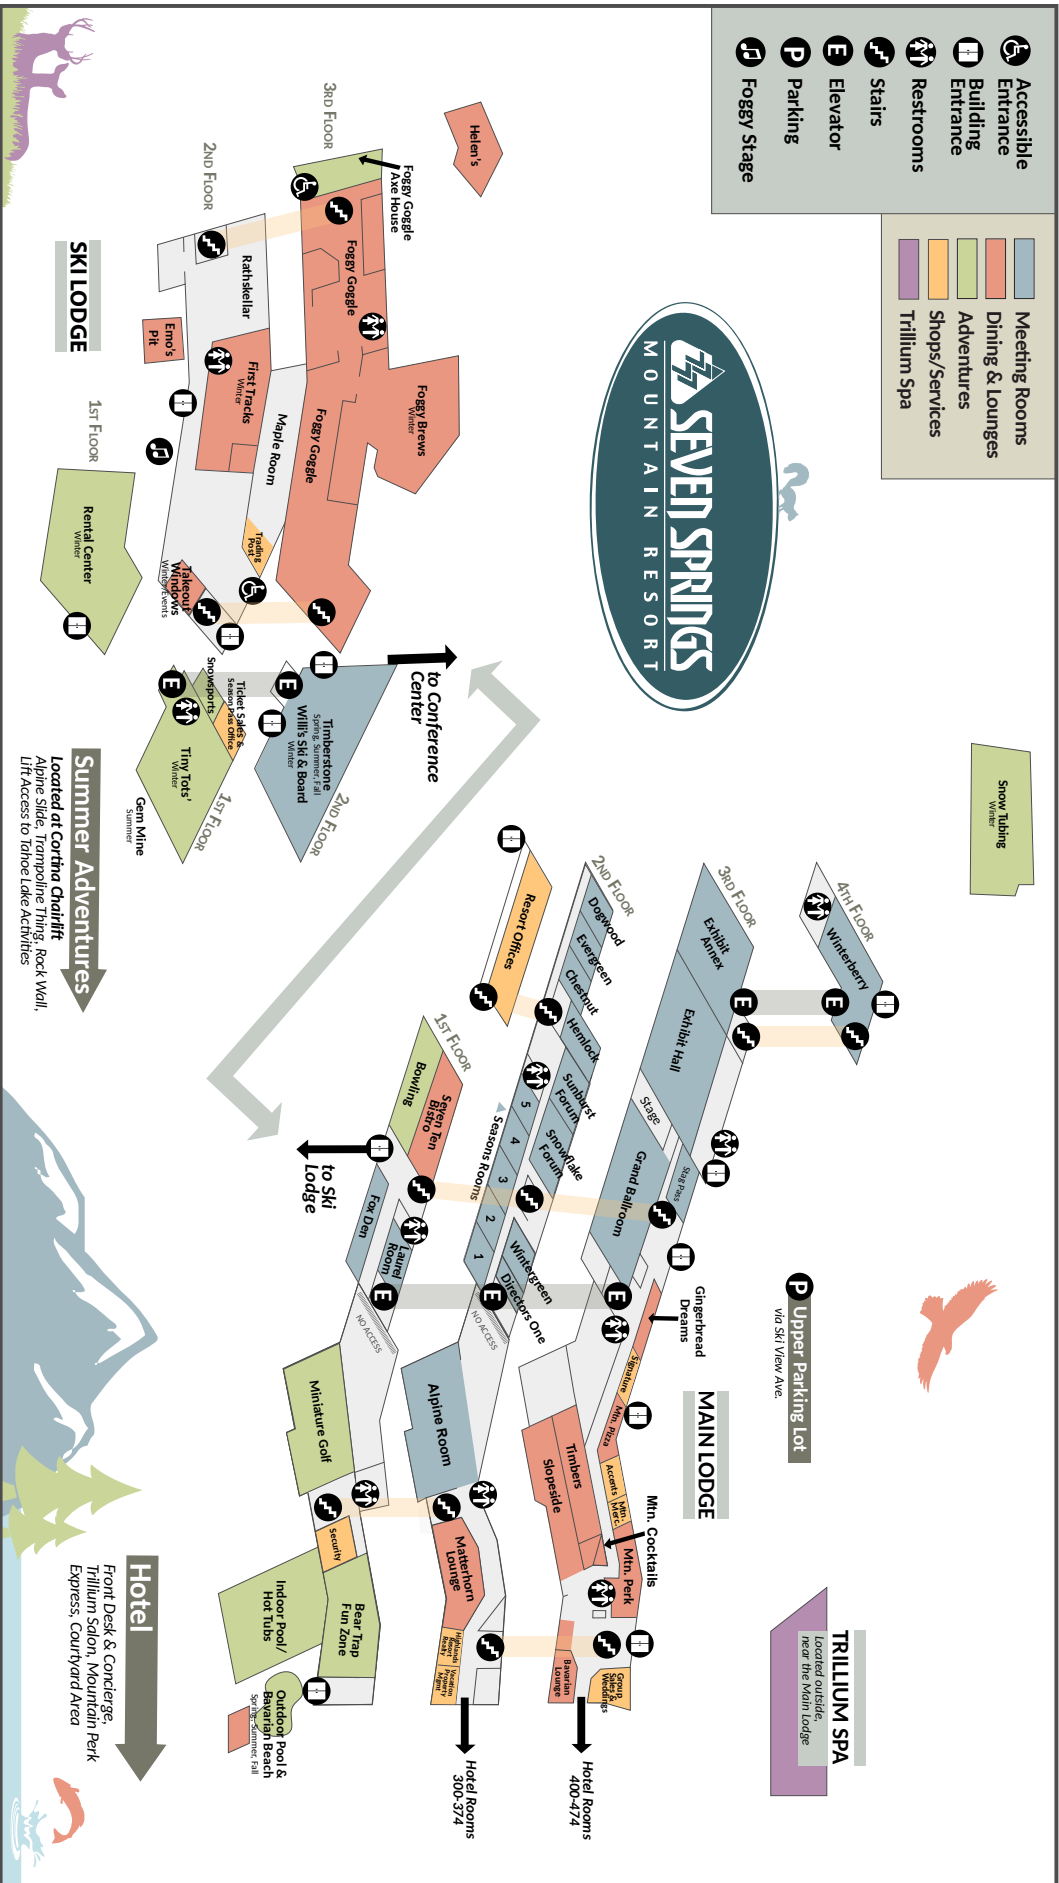 Accessible
Entrance
Building
Entrance
Restrooms
Stairs
E Elevator
P Parking
Foggy Stage
Meeting Rooms
Dining & Lounges
Adventures
Shops/Services
Trillium Spa
SEVEN SPRINGS
MOUNTAIN RESORT
Snow Tubing
Winter
Helen's
3RD FLOOR
Foggy Goggle
Axe House
Foggy Goggle
Foggy Brews
Winter
Foggy Goggle
2ND FLOOR
Rathskellar
First Tracks
Winter
Maple Room
Trading
Post
Emo's
Pit
Takeout
Windows
Winter/Events
SKI LODGE
1ST FLOOR
Rental Center
Winter
to Conference
Center
Timberstone
Spring, Summer, Fall
Willi's Ski & Board
Winter
2ND FLOOR
E
Ticket Sales &
Season Pass Office
Snowsports
E
Tiny Tots'
Winter
1ST FLOOR
Gem Mine
Summer
Summer Adventures
Located at Cortina Chairlift
Alpine Slide, Trampoline Thing, Rock Wall,
Lift Access to Tahoe Lake Activities
4TH FLOOR
Winterberry
E
3RD FLOOR
Exhibit
Annex
E
Exhibit Hall
Stage
Stag Pass
Grand Ballroom
E
Gingerbread
Dreams
Signature
Mtn. Pizza
Accents
Mtn.
Merc.
Mtn. Perk
Mtn. Cocktails
Timbers
Slopeside
Bavarian
Lounge
Group
Sales &
Weddings
Hotel Rooms
400-474
MAIN LODGE
P Upper Parking Lot
via Ski View Ave.
TRILLIUM SPA
Located outside,
near the Main Lodge
2ND FLOOR
Resort Offices
Dogwood
Evergreen
Chestnut
Hemlock
Sunburst
Forum
Snowflake
Forum
Wintergreen
Directors One
5
4
3
2
1
Seasons Rooms
E
NO ACCESS
Alpine Room
Matterhorn
Lounge
Highlands
Resort
Realty
Vacation
Property
Mgmt
Hotel Rooms
300-374
1ST FLOOR
Bowling
Seven Ten
Bistro
Fox Den
Laurel
Room
E
NO ACCESS
to Ski
Lodge
Miniature Golf
Security
Bear Trap
Fun Zone
Indoor Pool/
Hot Tubs
Outdoor Pool &
Bavarian Beach
Spring, Summer, Fall
Hotel
Front Desk & Concierge,
Trillium Salon, Mountain Perk
Express, Courtyard Area